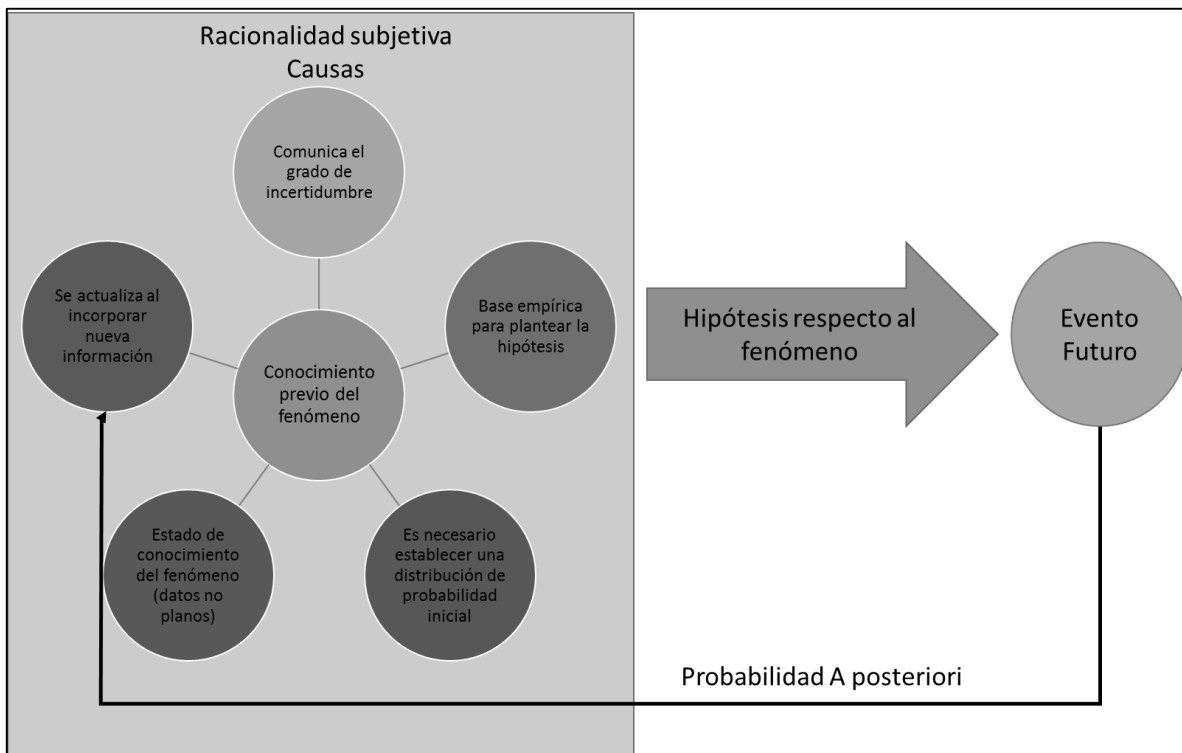 Racionalidad subjetiva
Causas
Comunica el
grado de
incertidumbre
Se actualiza al
incorporar
nueva
información
Base empírica
para plantear la
hipótesis
Conocimiento
previo del
fenómeno
Estado de
conocimiento
del fenómeno
(datos no
planos)
Es necesario
establecer una
distribución de
probabilidad
inicial
Hipótesis respecto al
fenómeno
Evento
Futuro
Probabilidad A posteriori